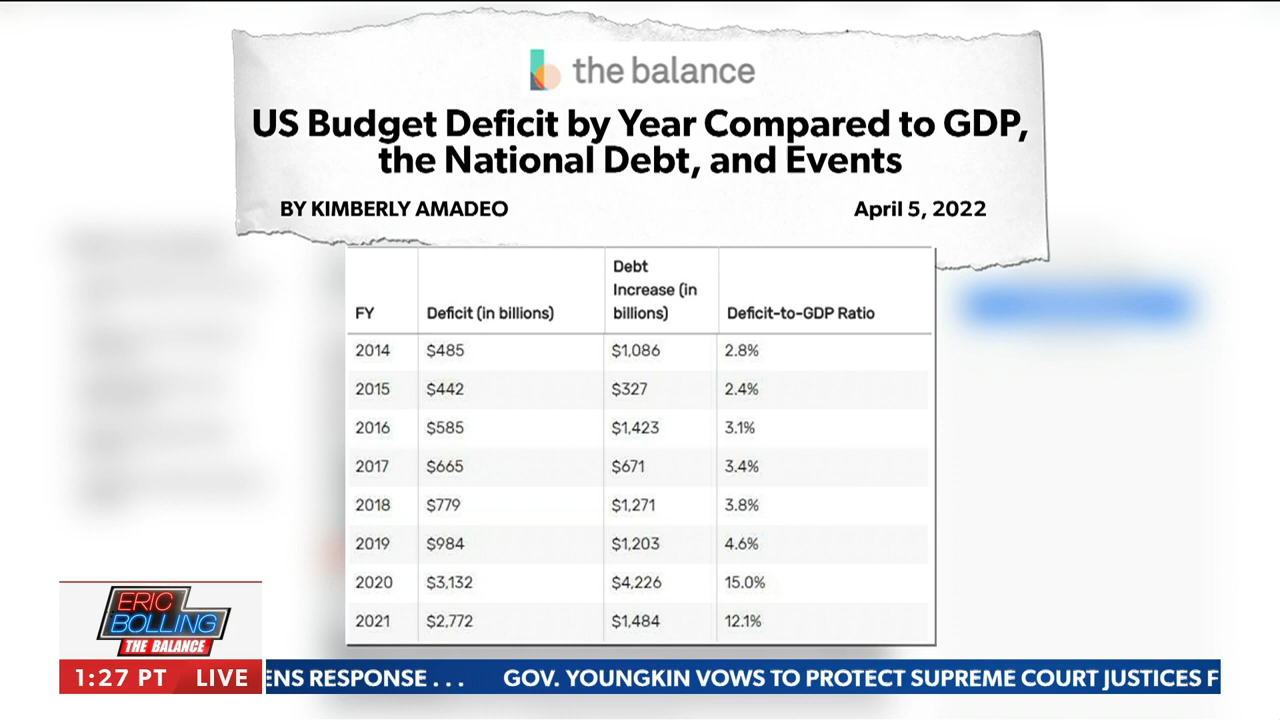 the balance
US Budget Deficit by Year Compared to GDP,
the National Debt, and Events
BY KIMBERLY AMADEO April 5, 2022
FY Deficit (in billions) Debt Increase (in billions) Deficit-to-GDP Ratio
2014 $485 $1,086 2.8%
2015 $442 $327 2.4%
2016 $585 $1,423 3.1%
2017 $665 $671 3.4%
2018 $779 $1,271 3.8%
2019 $984 $1,203 4.6%
2020 $3,132 $4,226 15.0%
2021 $2,772 $1,484 12.1%
ERIC
BOLLING
THE BALANCE
1:27 PT LIVE ENS RESPONSE . . . GOV. YOUNGKIN VOWS TO PROTECT SUPREME COURT JUSTICES F